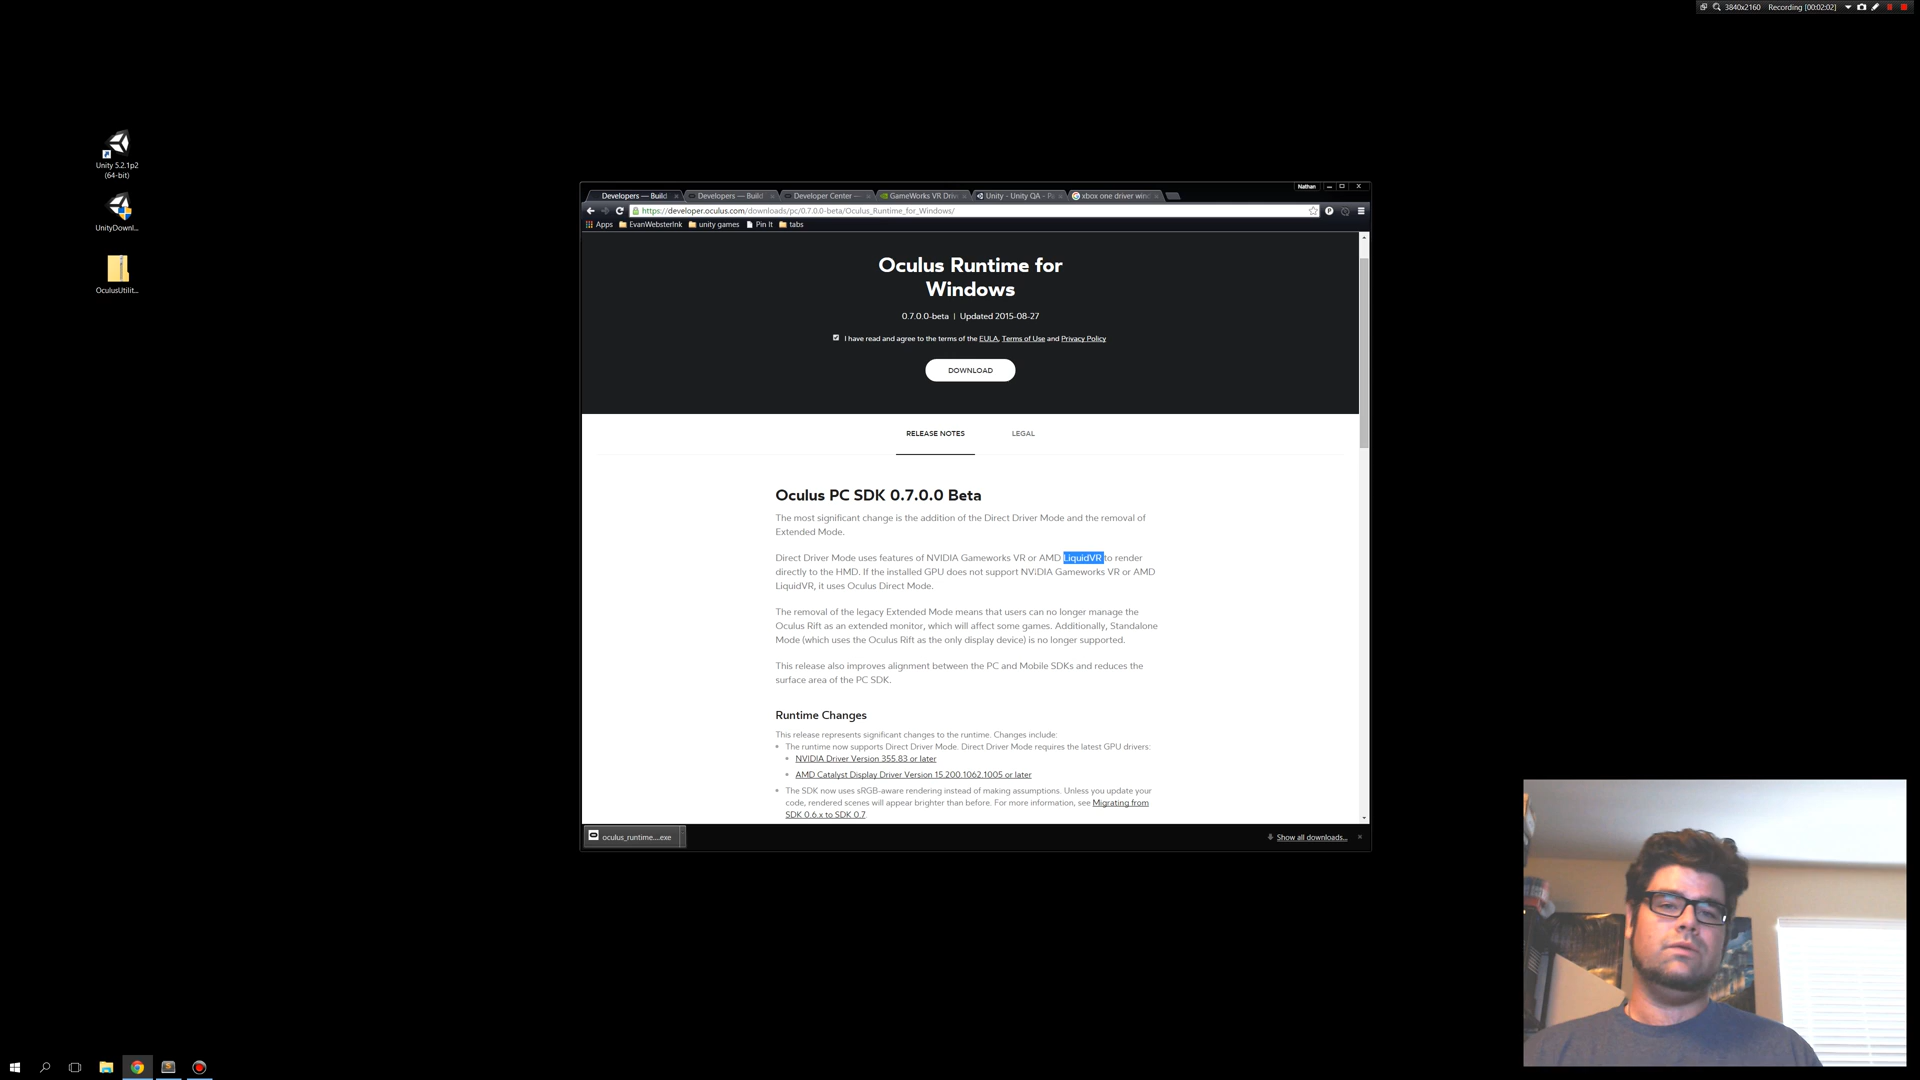 3840x2160 Recording [00:02:02]
Unity 5.2.1p2
(64-bit)
UnityDownl...
OculusUtilit...
Nathan
Developers — Build
Developers — Build
Developer Center —
GameWorks VR Driv
Unity - Unity QA - P
xbox one driver win
https://developer.oculus.com/downloads/pc/0.7.0.0-beta/Oculus_Runtime_for_Windows/
Apps EvanWebsterInk unity games Pin It tabs
Oculus Runtime for
Windows
0.7.0.0-beta | Updated 2015-08-27
I have read and agree to the terms of the EULA, Terms of Use and Privacy Policy
DOWNLOAD
RELEASE NOTES LEGAL
Oculus PC SDK 0.7.0.0 Beta
The most significant change is the addition of the Direct Driver Mode and the removal of
Extended Mode.
Direct Driver Mode uses features of NVIDIA Gameworks VR or AMD LiquidVR to render
directly to the HMD. If the installed GPU does not support NVIDIA Gameworks VR or AMD
LiquidVR, it uses Oculus Direct Mode.
The removal of the legacy Extended Mode means that users can no longer manage the
Oculus Rift as an extended monitor, which will affect some games. Additionally, Standalone
Mode (which uses the Oculus Rift as the only display device) is no longer supported.
This release also improves alignment between the PC and Mobile SDKs and reduces the
surface area of the PC SDK.
Runtime Changes
This release represents significant changes to the runtime. Changes include:
The runtime now supports Direct Driver Mode. Direct Driver Mode requires the latest GPU drivers:
NVIDIA Driver Version 355.83 or later
AMD Catalyst Display Driver Version 15.200.1062.1005 or later
The SDK now uses sRGB-aware rendering instead of making assumptions. Unless you update your
code, rendered scenes will appear brighter than before. For more information, see Migrating from
SDK 0.6.x to SDK 0.7
oculus_runtime....exe
Show all downloads...